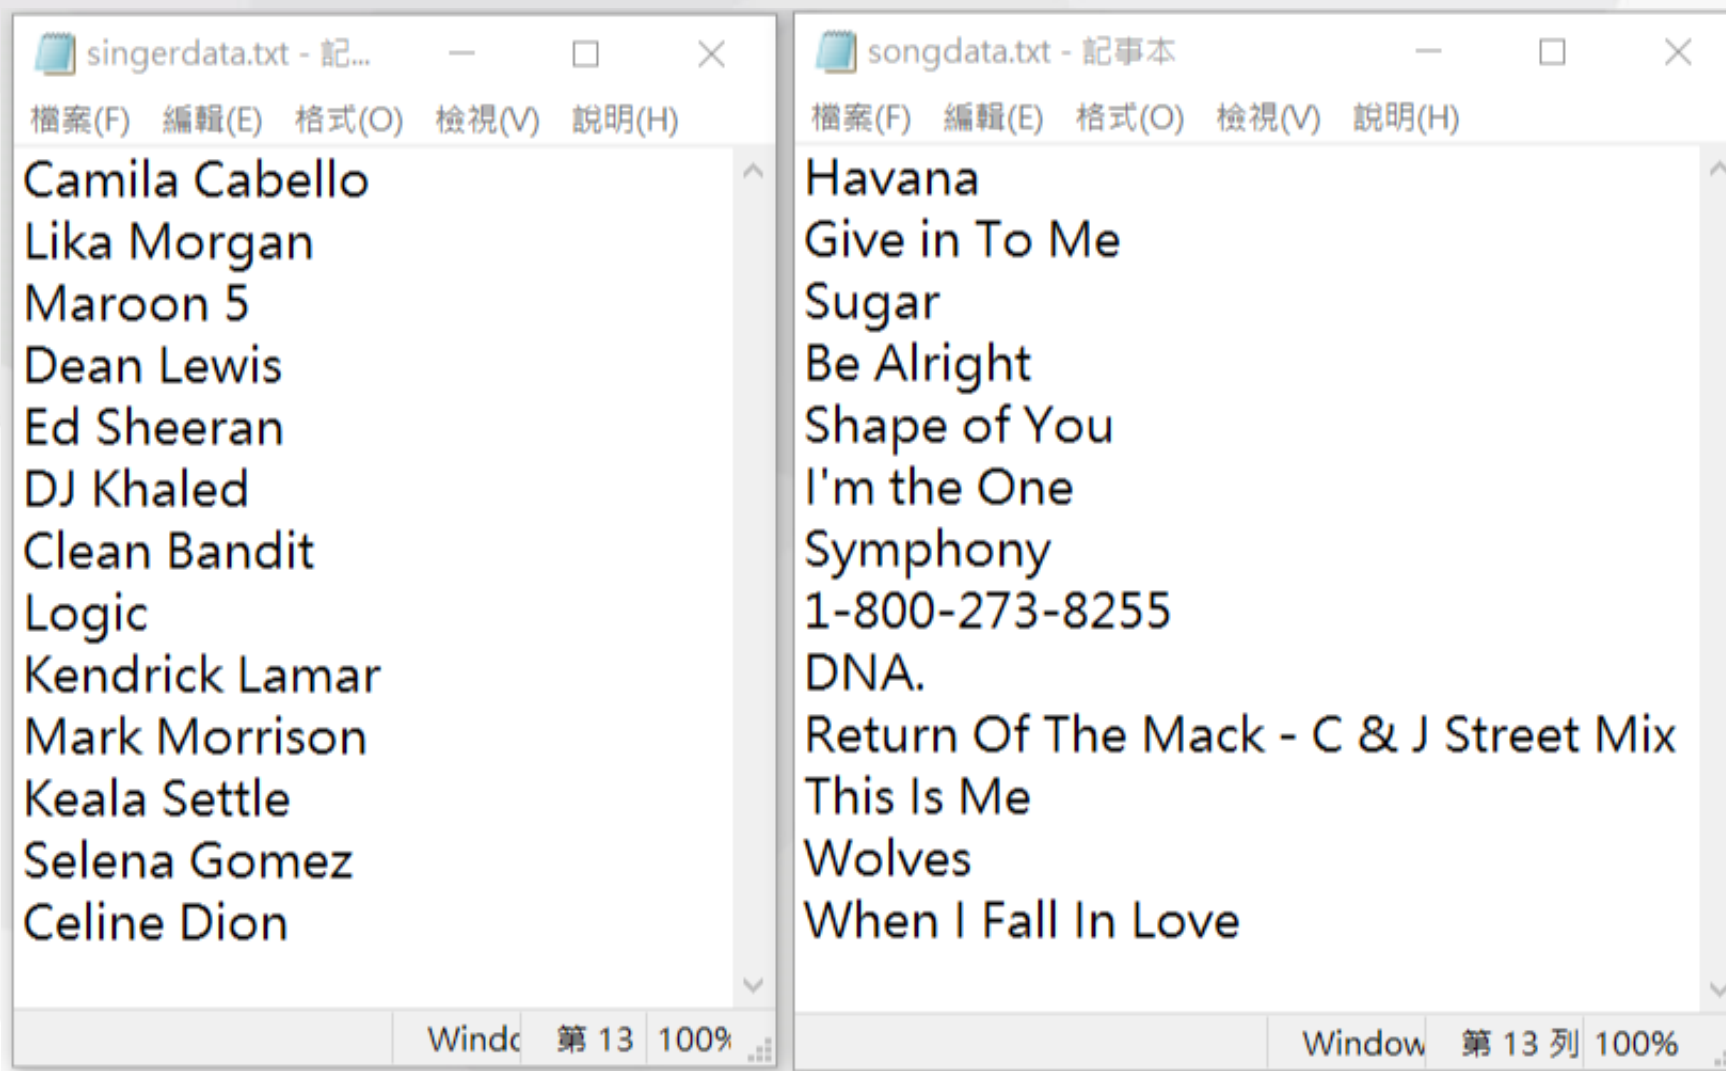 singerdata.txt - 記...
檔案(F) 編輯(E) 格式(O) 檢視(V) 說明(H)
Camila Cabello
Lika Morgan
Maroon 5
Dean Lewis
Ed Sheeran
DJ Khaled
Clean Bandit
Logic
Kendrick Lamar
Mark Morrison
Keala Settle
Selena Gomez
Celine Dion
Windo 第 13 100%
songdata.txt - 記事本
檔案(F) 編輯(E) 格式(O) 檢視(V) 說明(H)
Havana
Give in To Me
Sugar
Be Alright
Shape of You
I'm the One
Symphony
1-800-273-8255
DNA.
Return Of The Mack - C & J Street Mix
This Is Me
Wolves
When I Fall In Love
Window 第 13 列 100%